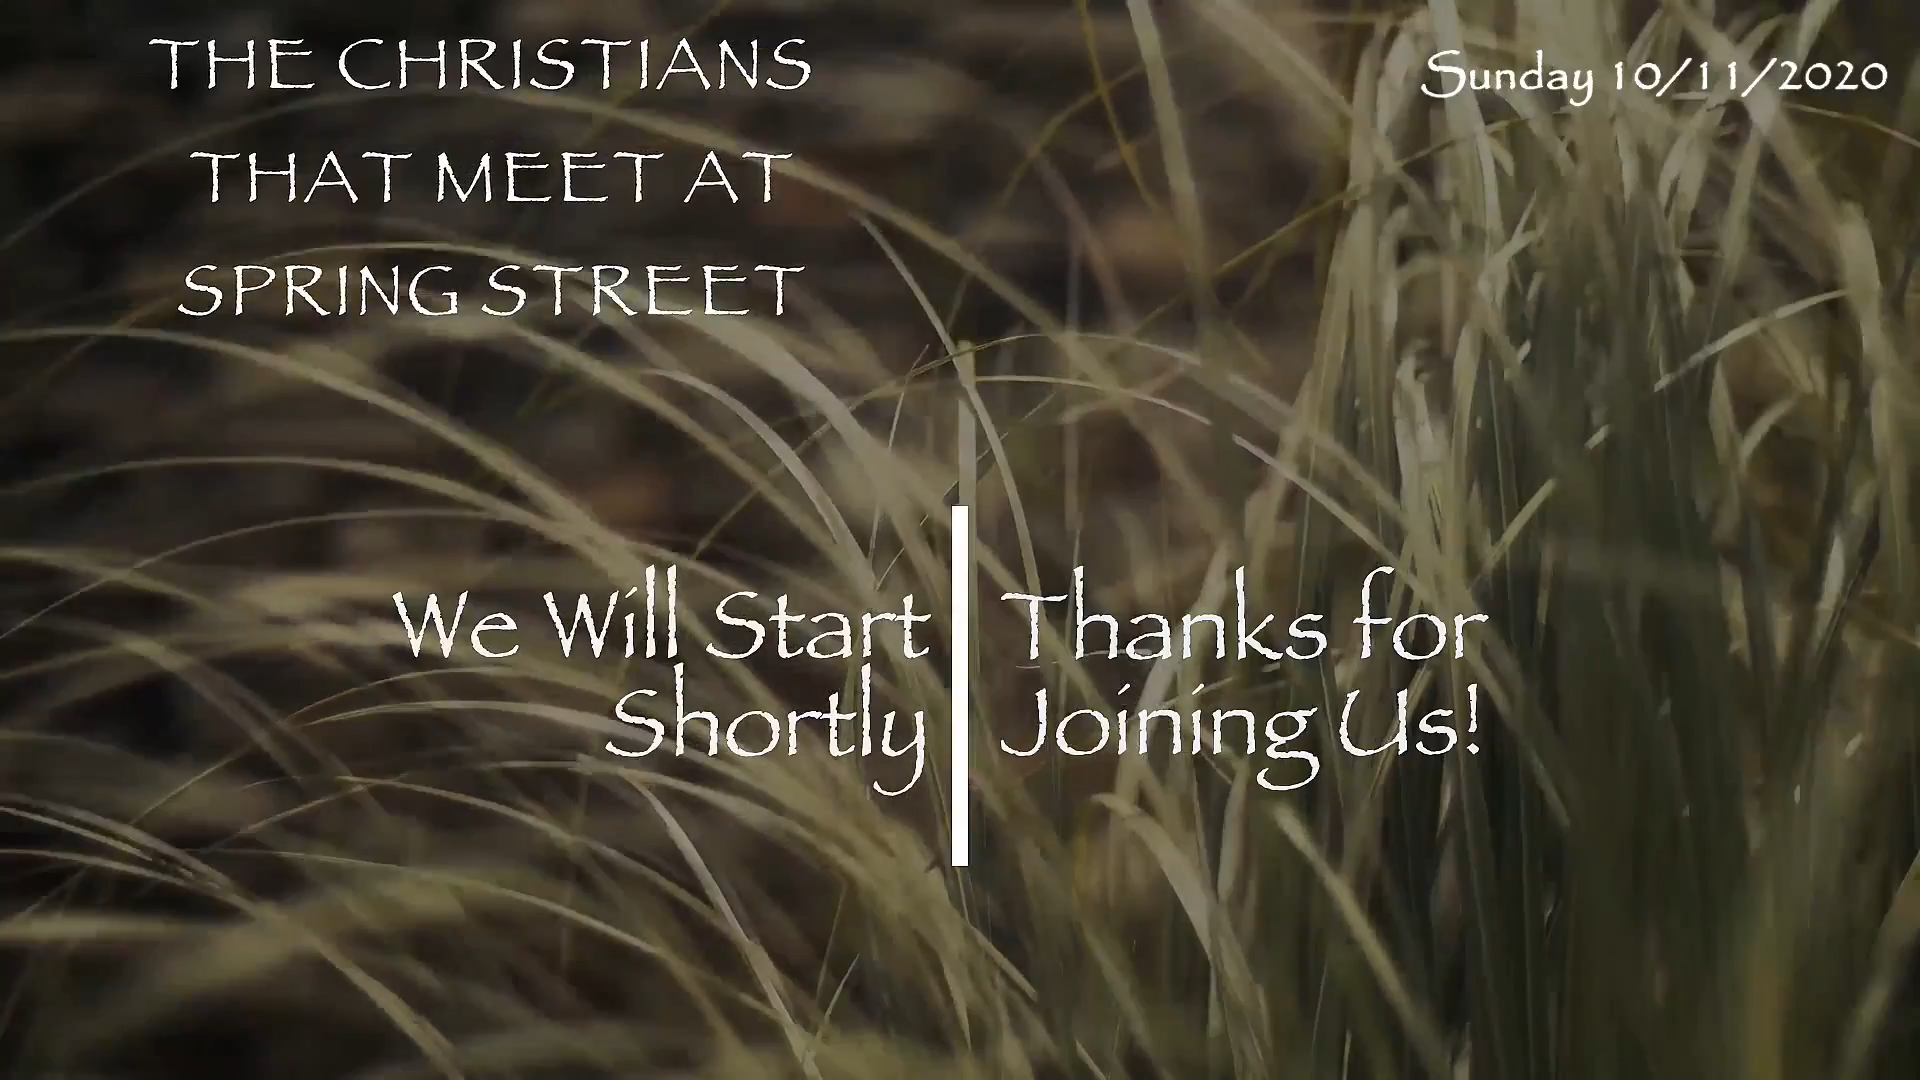 THE CHRISTIANS
THAT MEET AT
SPRING STREET
Sunday 10/11/2020
We Will Start
Shortly
Thanks for
Joining Us!